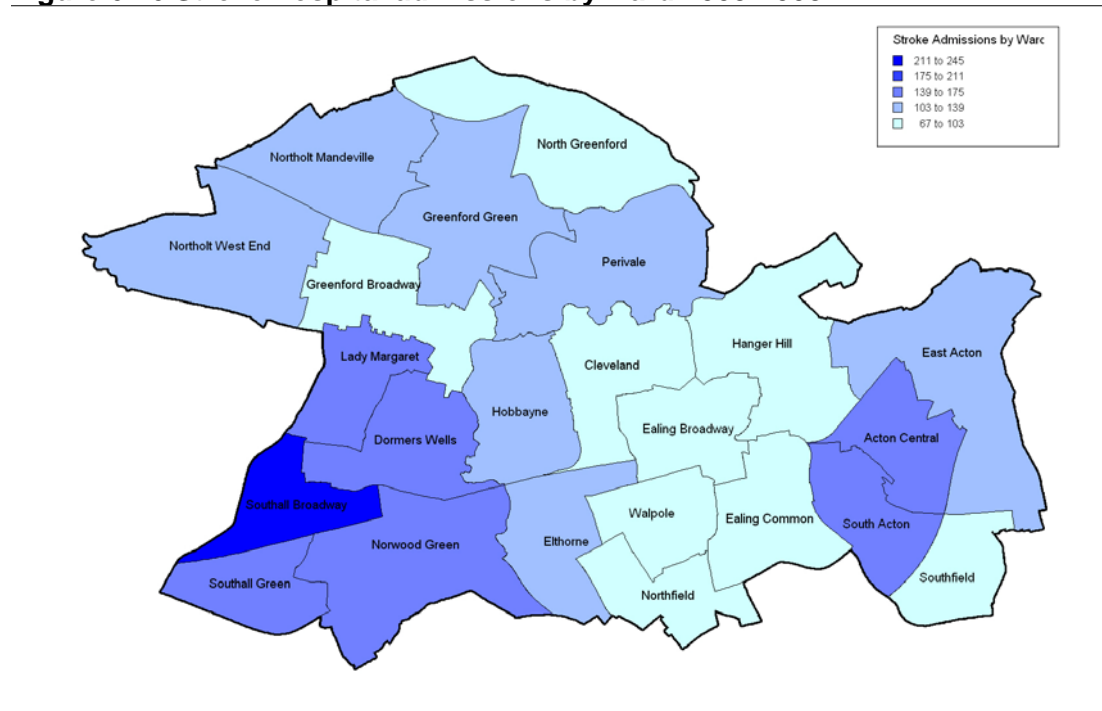 Stroke Admissions by Ward
211 to 245
175 to 211
139 to 175
103 to 139
67 to 103
North Greenford
Northolt Mandeville
Greenford Green
Northolt West End
Perivale
Greenford Broadway
Hanger Hill
East Acton
Lady Margaret
Cleveland
Hobbayne
Ealing Broadway
Dormers Wells
Acton Central
Southall Broadway
Walpole
Ealing Common
South Acton
Norwood Green
Elthorne
Southall Green
Southfield
Northfield